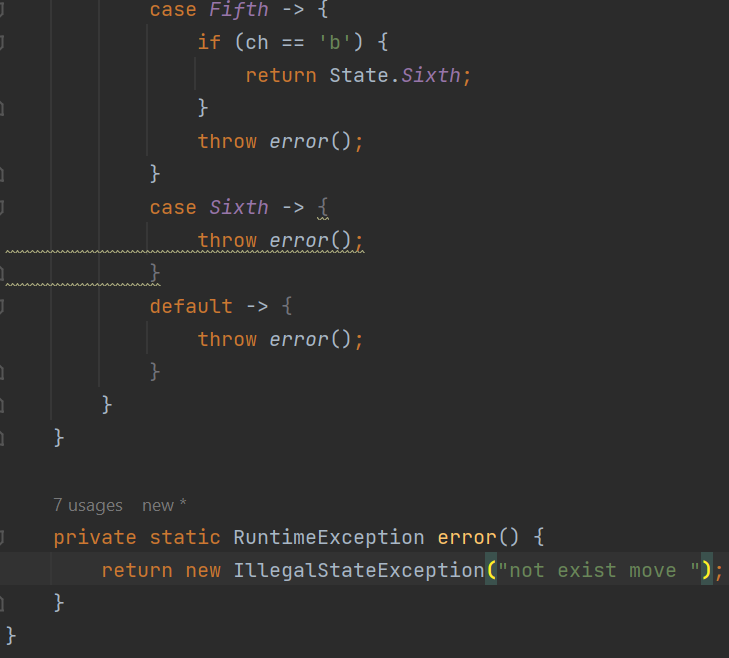 case Fifth -> {
if (ch == 'b') {
return State.Sixth;
}
throw error();
}
case Sixth -> {
throw error();
}
default -> {
throw error();
}
}
}
7 usages new *
private static RuntimeException error() {
return new IllegalStateException("not exist move ");
}
}